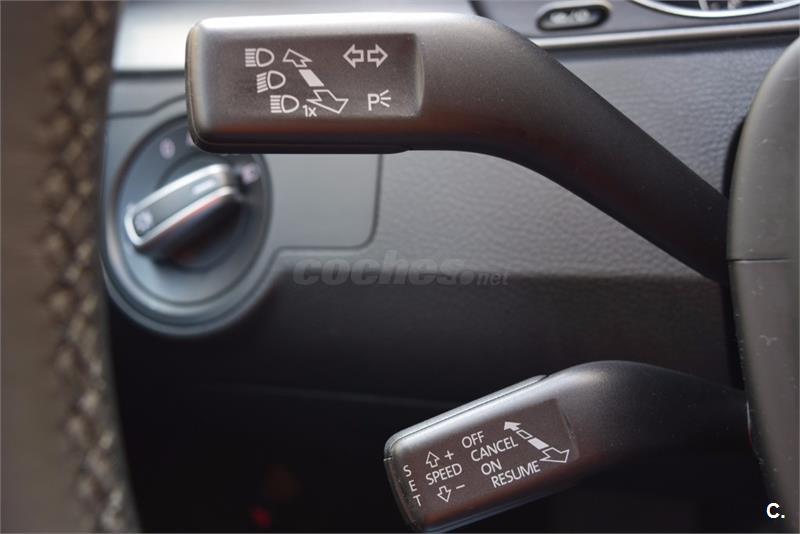 1x
P
coches.net
OFF
CANCEL
ON
RESUME
+
SPEED
−
SET
C.